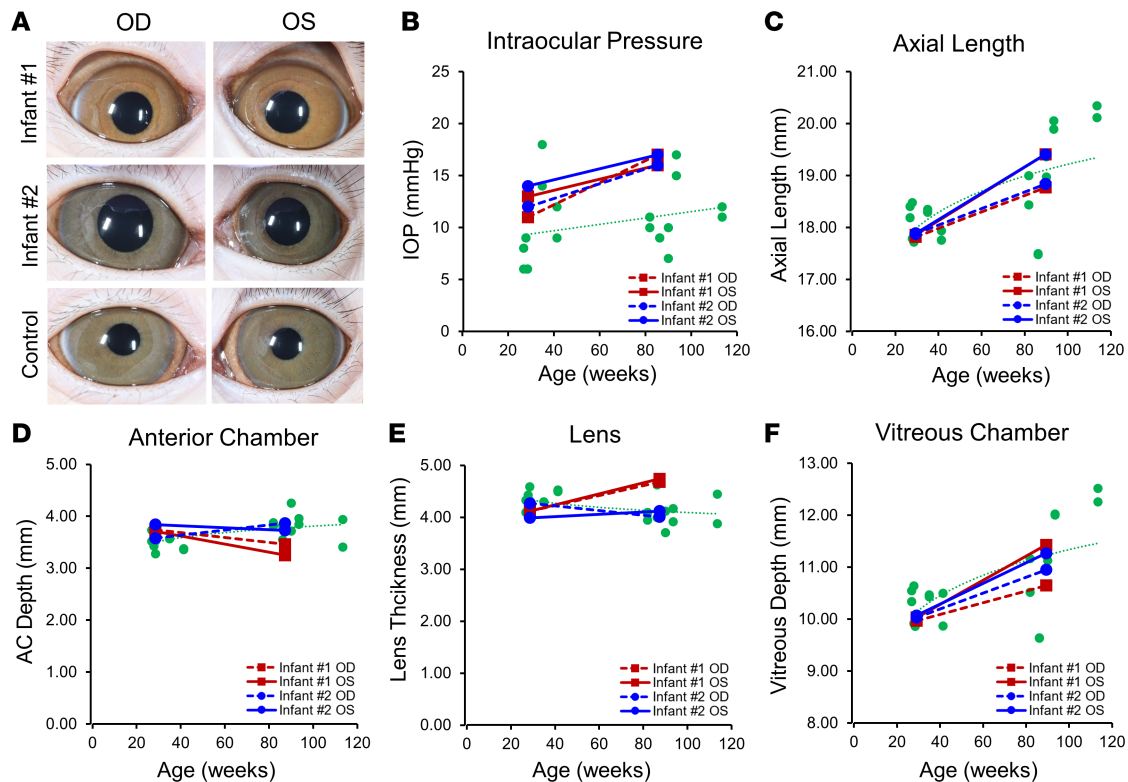 A
OD
OS
Infant #1
Infant #2
Control
B
Intraocular Pressure
IOP (mmHg)
25
20
15
10
5
0
Infant #1 OD
Infant #1 OS
Infant #2 OD
Infant #2 OS
0 20 40 60 80 100 120
Age (weeks)
C
Axial Length
Axial Length (mm)
21.00
20.00
19.00
18.00
17.00
16.00
Infant #1 OD
Infant #1 OS
Infant #2 OD
Infant #2 OS
0 20 40 60 80 100 120
Age (weeks)
D
Anterior Chamber
AC Depth (mm)
5.00
4.00
3.00
2.00
1.00
0.00
Infant #1 OD
Infant #1 OS
Infant #2 OD
Infant #2 OS
0 20 40 60 80 100 120
Age (weeks)
E
Lens
Lens Thcikness (mm)
5.00
4.00
3.00
2.00
1.00
0.00
Infant #1 OD
Infant #1 OS
Infant #2 OD
Infant #2 OS
0 20 40 60 80 100 120
Age (weeks)
F
Vitreous Chamber
Vitreous Depth (mm)
13.00
12.00
11.00
10.00
9.00
8.00
Infant #1 OD
Infant #1 OS
Infant #2 OD
Infant #2 OS
0 20 40 60 80 100 120
Age (weeks)